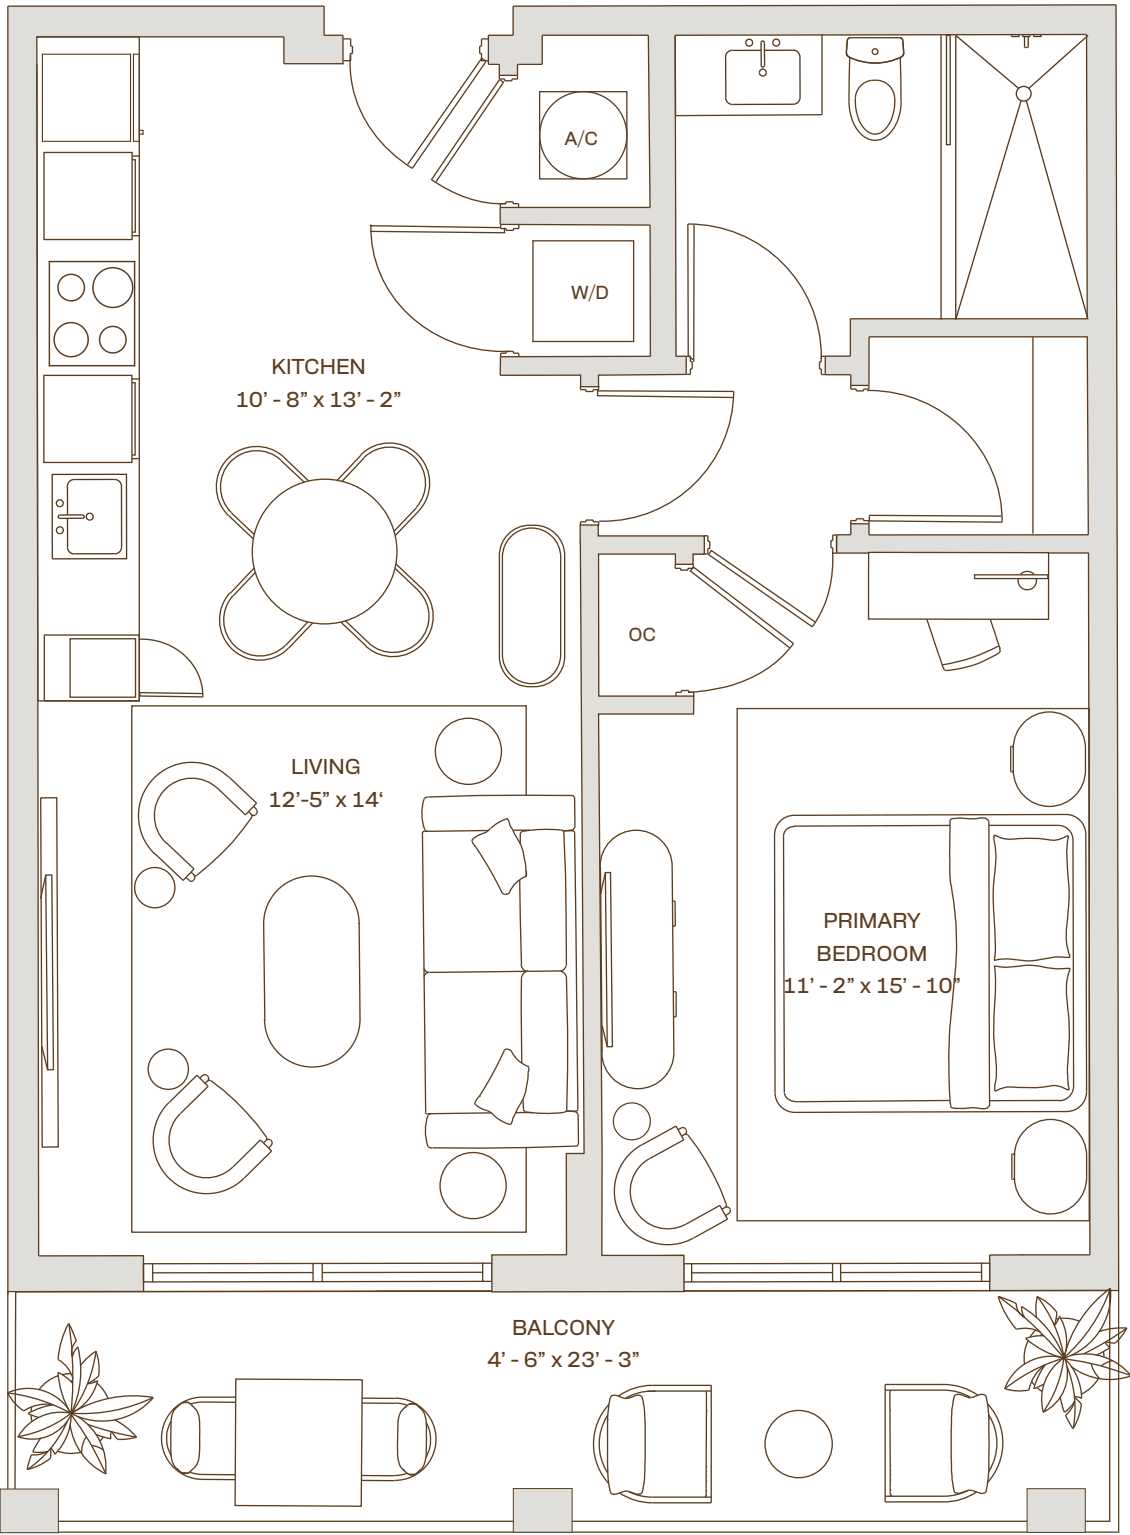 A/C
W/D
KITCHEN
10’ - 8” x 13’ - 2”
OC
LIVING
12’-5” x 14‘
PRIMARY
BEDROOM
11’ - 2” x 15’ - 10”
BALCONY
4’ - 6” x 23’ - 3”